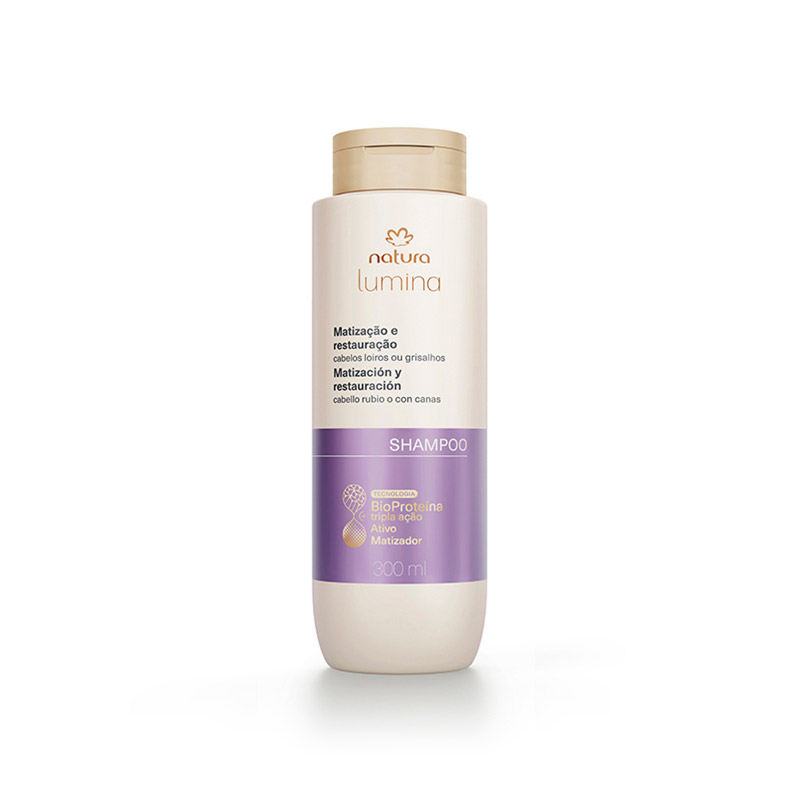 natura
lumina
Matização e
restauração
cabelos loiros ou grisalhos
Matización y
restauración
cabello rubio o con canas
SHAMPOO
TECNOLOGIA
BioProteína
tripla ação
Ativo
Matizador
300 ml